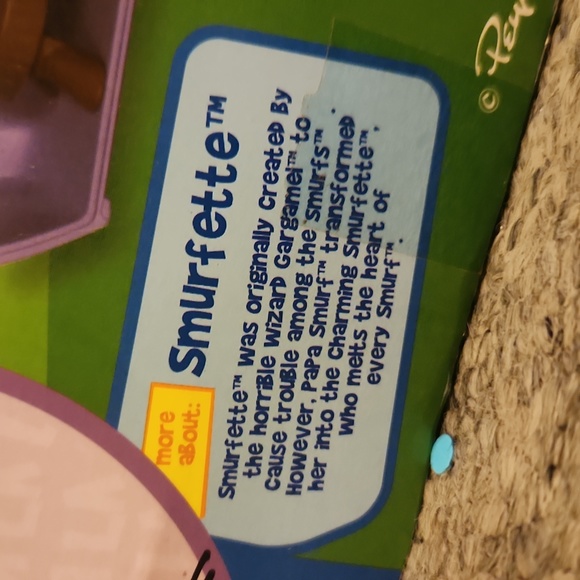 more
about:
Smurfette™
Smurfette™ was originally created by
the horrible wizard Gargamel™ to
cause trouble among the Smurfs™.
However, Papa Smurf™ transformed
her into the charming Smurfette™,
who melts the heart of
every Smurf™.
©